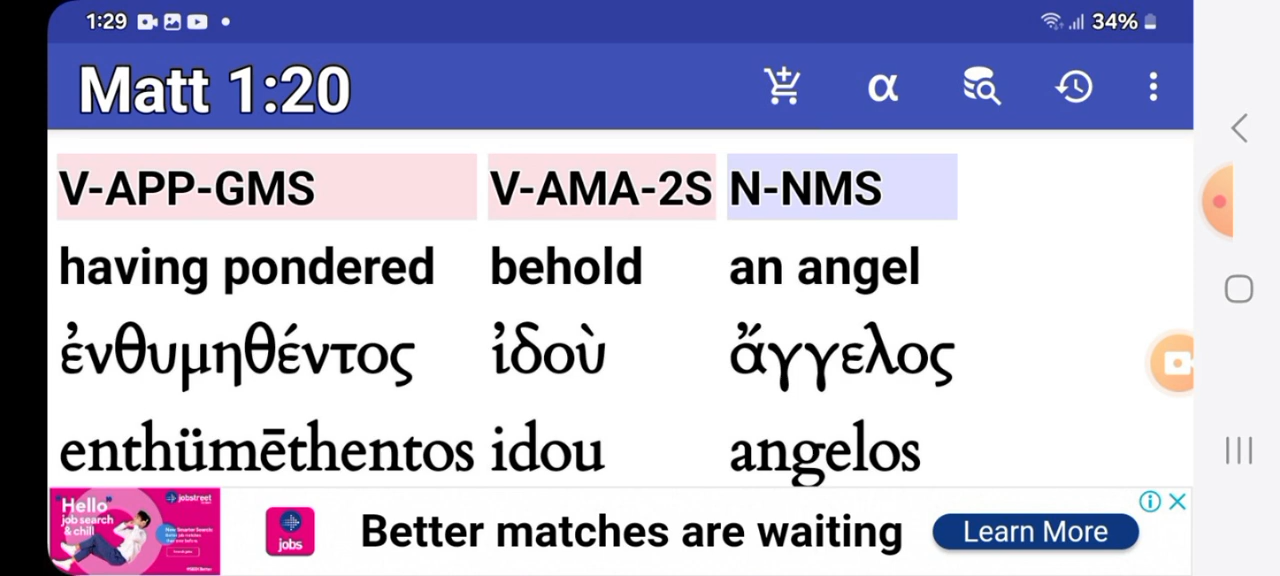 1:29 34%
Matt 1:20 α
V-APP-GMS V-AMA-2S N-NMS
having pondered behold an angel
ἐνθυμηθέντος ἰδοὺ ἄγγελος
enthümēthentos idou angelos
Hello jobstreet
job search
& chill
jobs
Better matches are waiting
Learn More